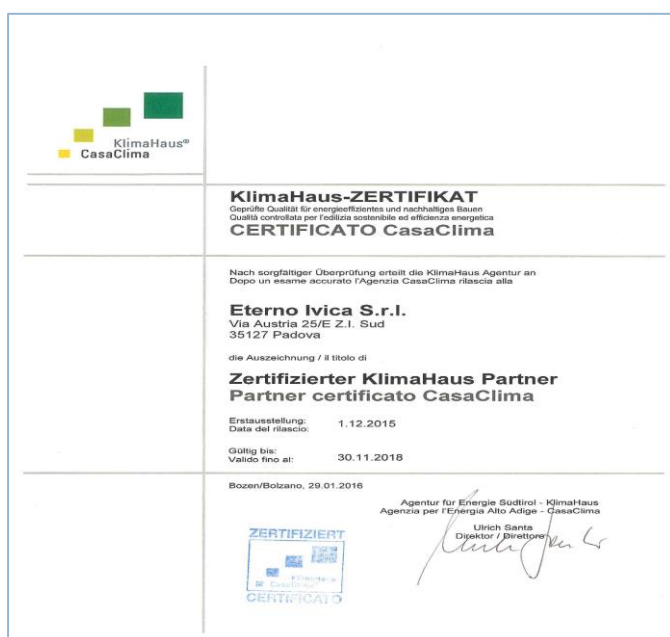 KlimaHaus®
CasaClima
KlimaHaus-ZERTIFIKAT
Geprüfte Qualität für energieeffizientes und nachhaltiges Bauen
Qualità controllata per l'edilizia sostenibile ed efficienza energetica
CERTIFICATO CasaClima
Nach sorgfältiger Überprüfung erteilt die KlimaHaus Agentur an
Dopo un esame accurato l'Agenzia CasaClima rilascia alla
Eterno Ivica S.r.l.
Via Austria 25/E Z.I. Sud
35127 Padova
die Auszeichnung / il titolo di
Zertifizierter KlimaHaus Partner
Partner certificato CasaClima
Erstausstellung:
Data del rilascio: 1.12.2015
Gültig bis:
Valido fino al: 30.11.2018
Bozen/Bolzano, 29.01.2016
Agentur für Energie Südtirol - KlimaHaus
Agenzia per l'Energia Alto Adige - CasaClima
Ulrich Santa
Direktor / Direttore
ZERTIFIZIERT
KlimaHaus
CasaClima
CERTIFICATO